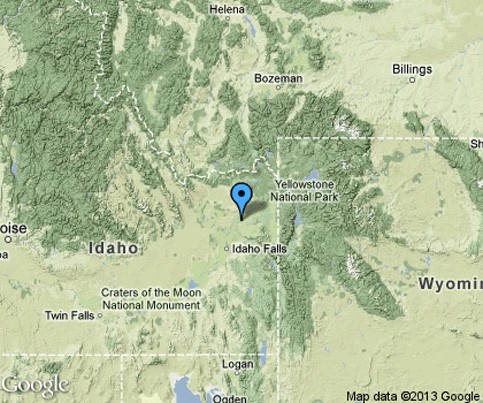 Helena
Bozeman
Billings
Sh
Yellowstone
National Park
oise
Idaho
Idaho Falls
Wyomin
Craters of the Moon
National Monument
Twin Falls
Logan
Google
Ogden
Map data ©2013 Google